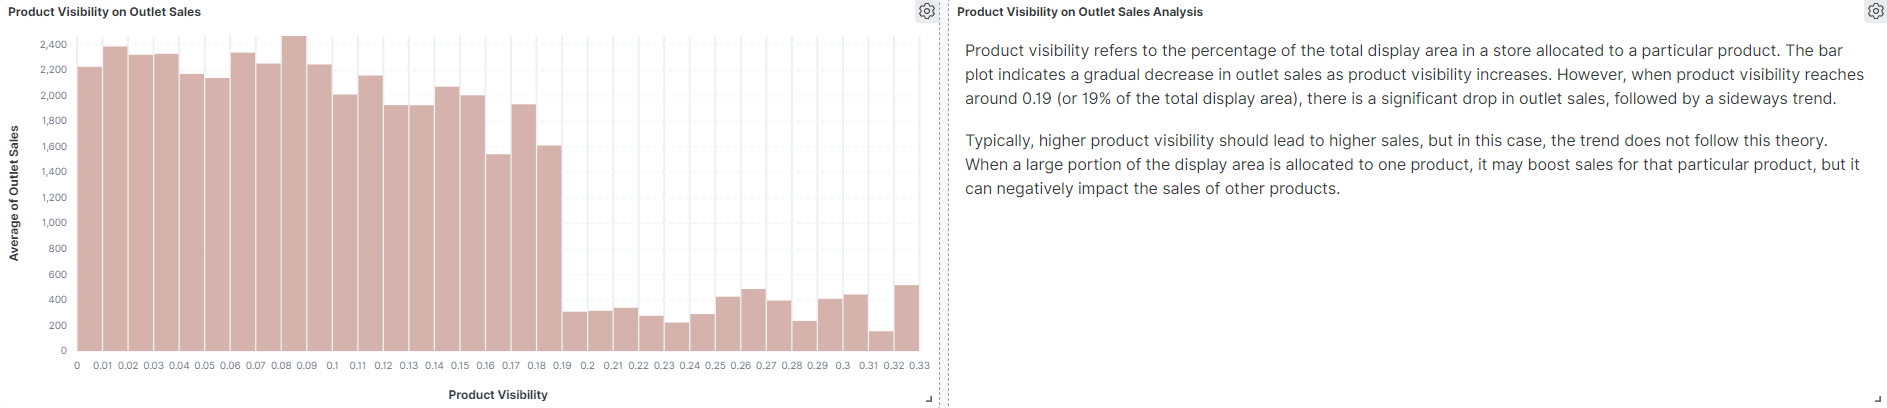 Product Visibility on Outlet Sales
2,400
2,200
2,000
1,800
1,600
1,400
1,200
1,000
800
600
400
200
0
Average of Outlet Sales
0 0.01 0.02 0.03 0.04 0.05 0.06 0.07 0.08 0.09 0.1 0.11 0.12 0.13 0.14 0.15 0.16 0.17 0.18 0.19 0.2 0.21 0.22 0.23 0.24 0.25 0.26 0.27 0.28 0.29 0.3 0.31 0.32 0.33
Product Visibility
Product Visibility on Outlet Sales Analysis
Product visibility refers to the percentage of the total display area in a store allocated to a particular product. The bar
plot indicates a gradual decrease in outlet sales as product visibility increases. However, when product visibility reaches
around 0.19 (or 19% of the total display area), there is a significant drop in outlet sales, followed by a sideways trend.
Typically, higher product visibility should lead to higher sales, but in this case, the trend does not follow this theory.
When a large portion of the display area is allocated to one product, it may boost sales for that particular product, but it
can negatively impact the sales of other products.